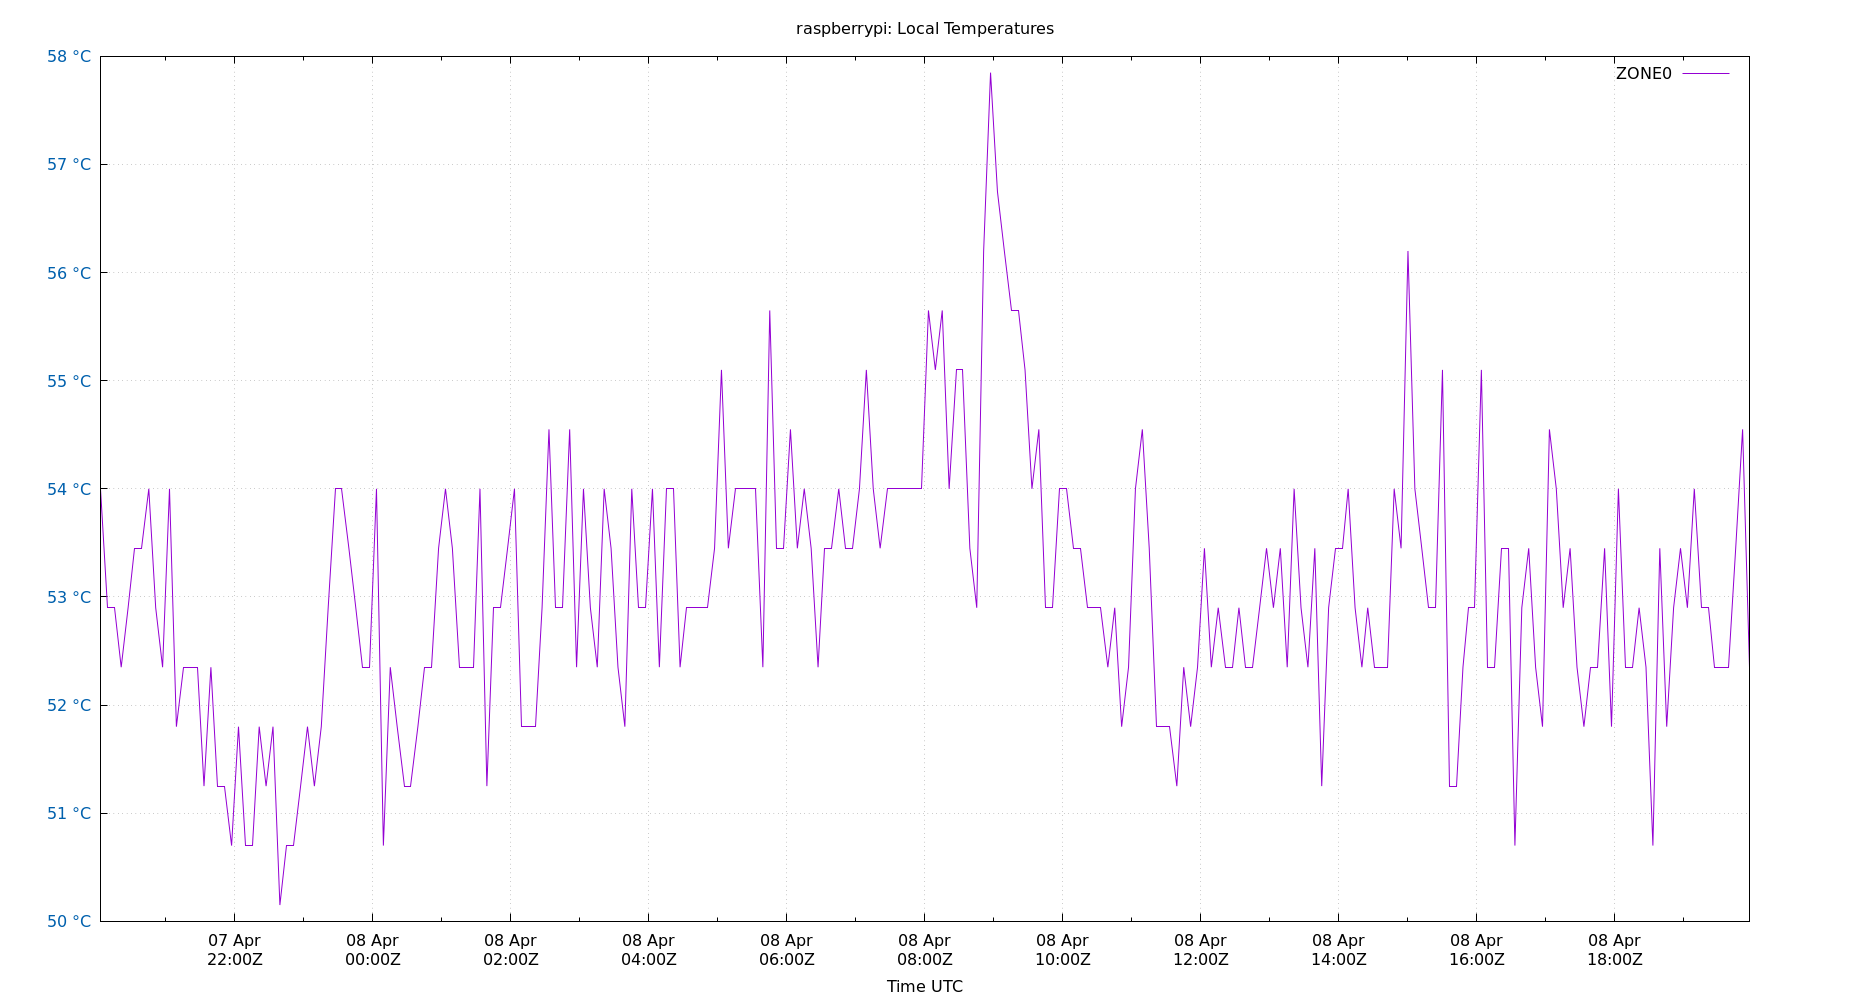 raspberrypi: Local Temperatures
58 °C
ZONE0
57 °C
56 °C
55 °C
54 °C
53 °C
52 °C
51 °C
50 °C
07 Apr 08 Apr 08 Apr 08 Apr 08 Apr 08 Apr 08 Apr 08 Apr 08 Apr 08 Apr 08 Apr
22:00Z 00:00Z 02:00Z 04:00Z 06:00Z 08:00Z 10:00Z 12:00Z 14:00Z 16:00Z 18:00Z
Time UTC